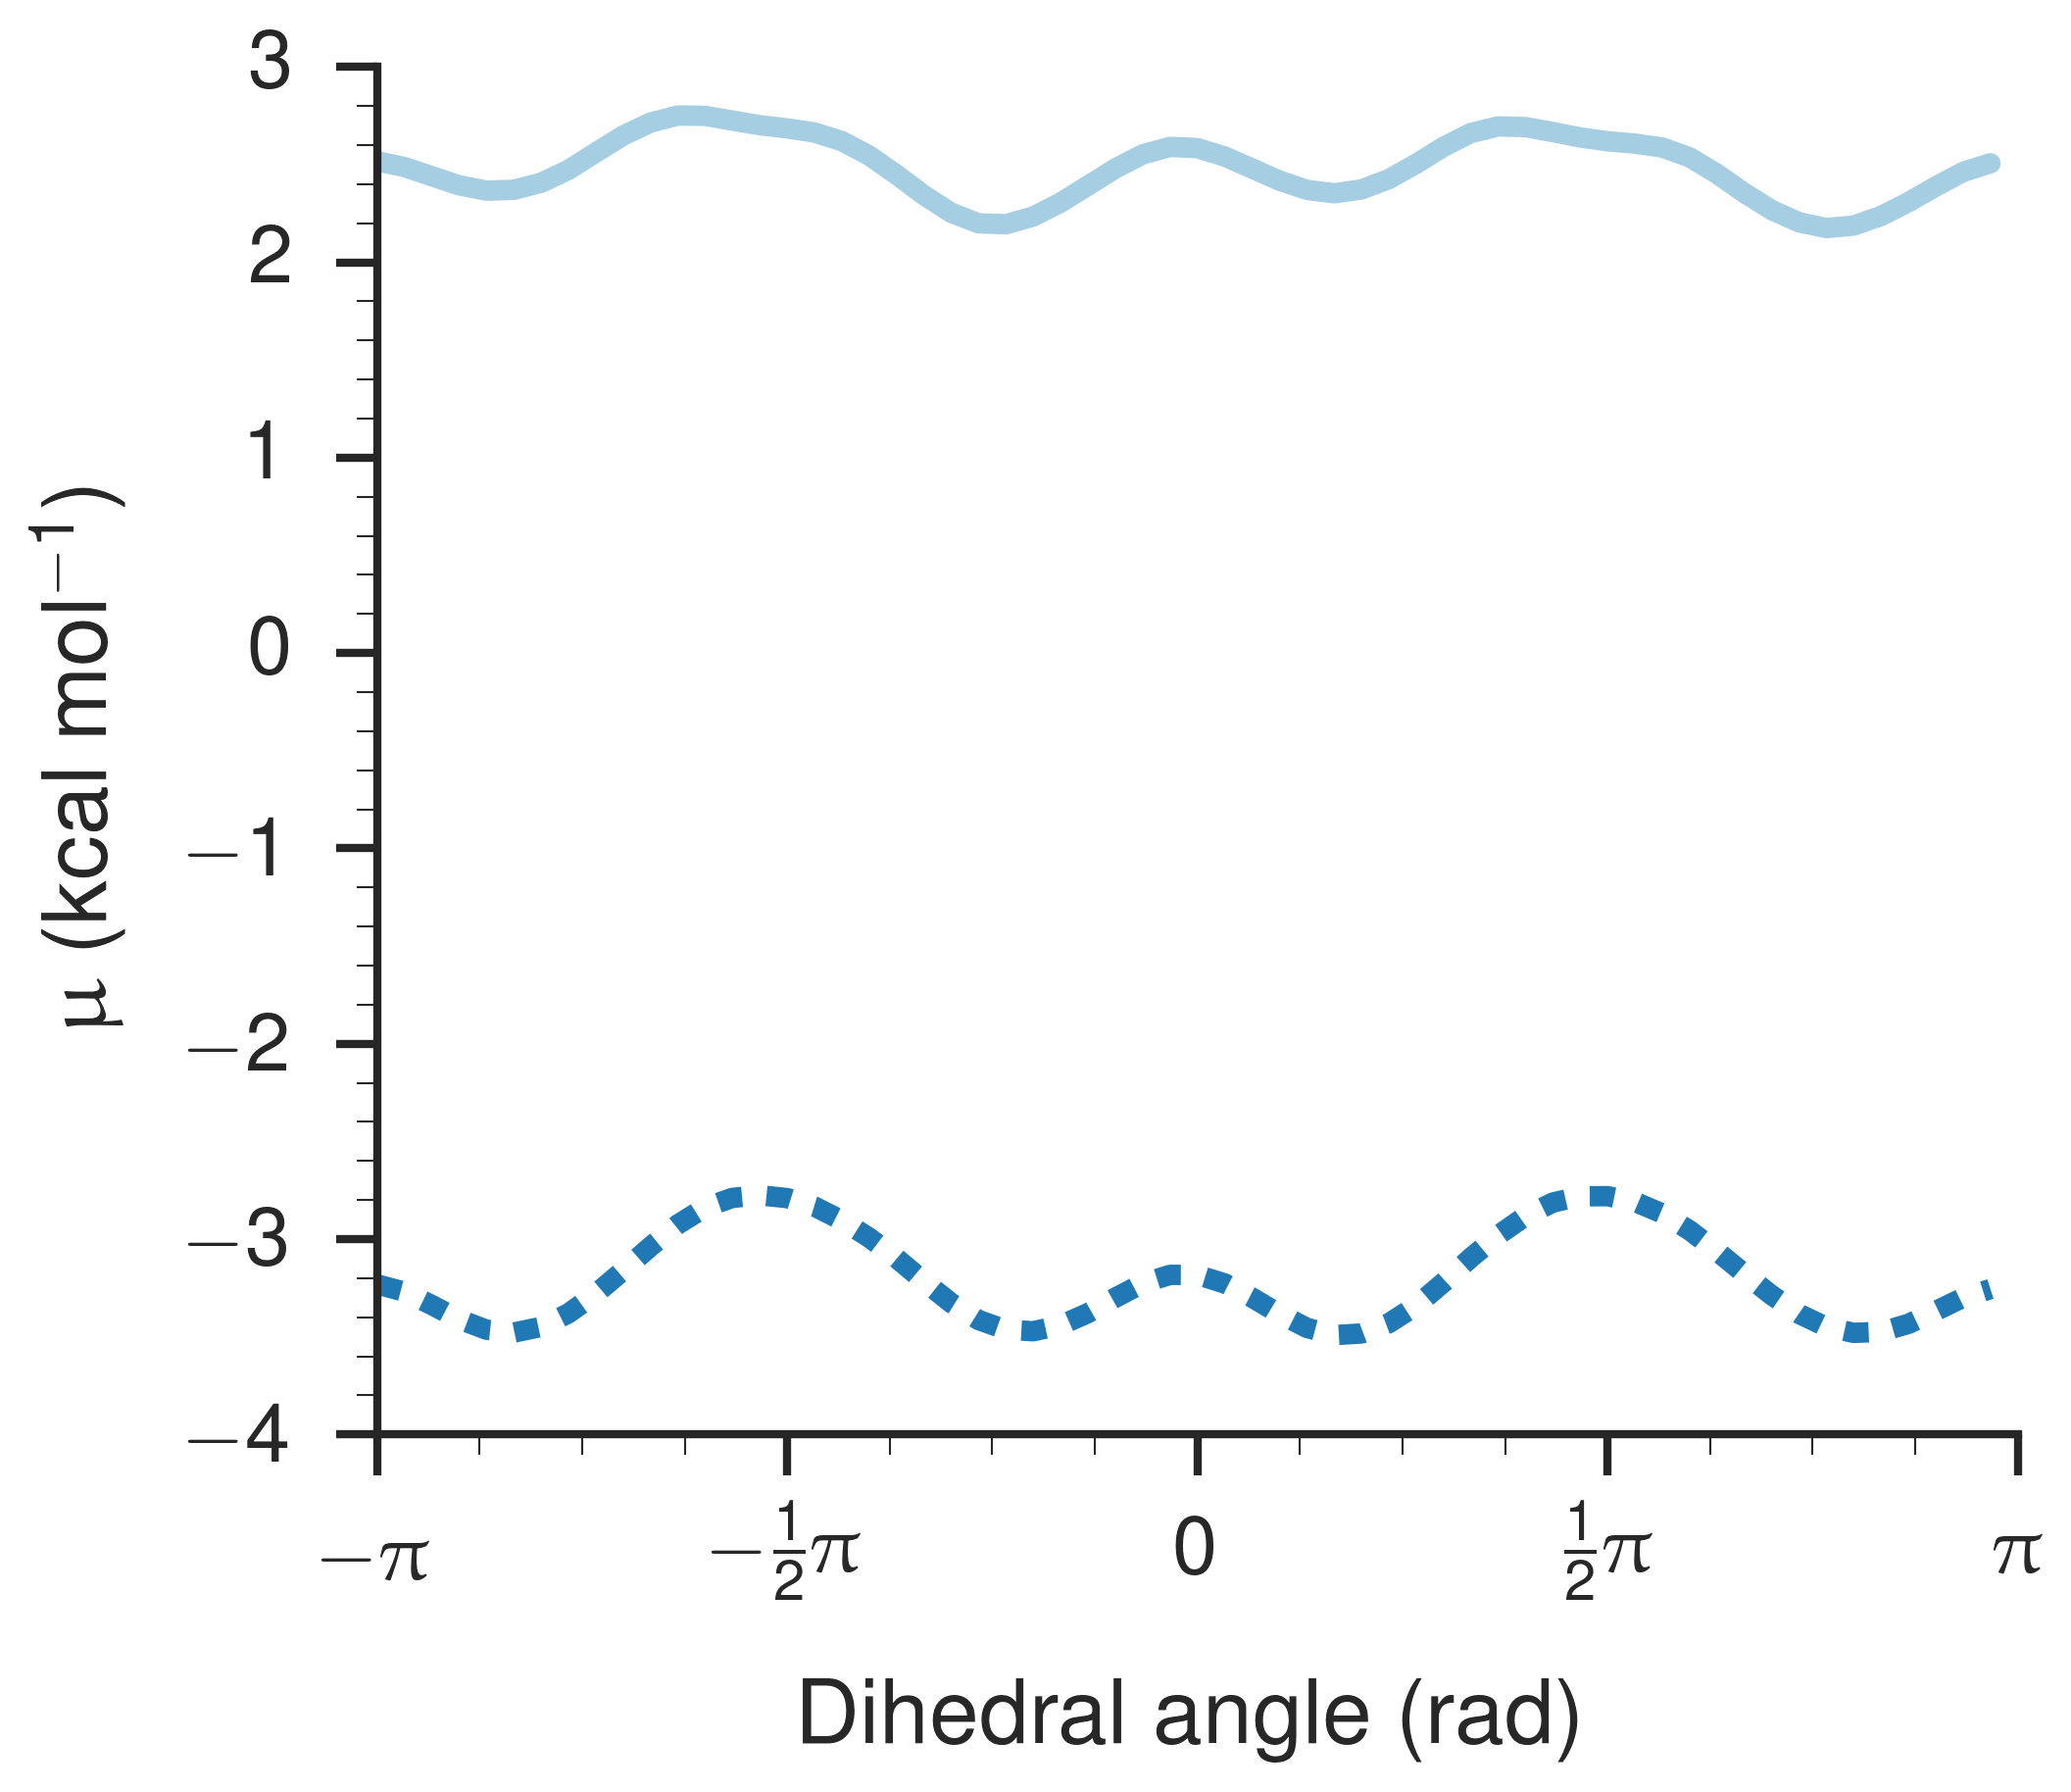 3
2
1
0
−1
−2
−3
−4
μ (kcal mol⁻¹)
−π −½π 0 ½π π
Dihedral angle (rad)